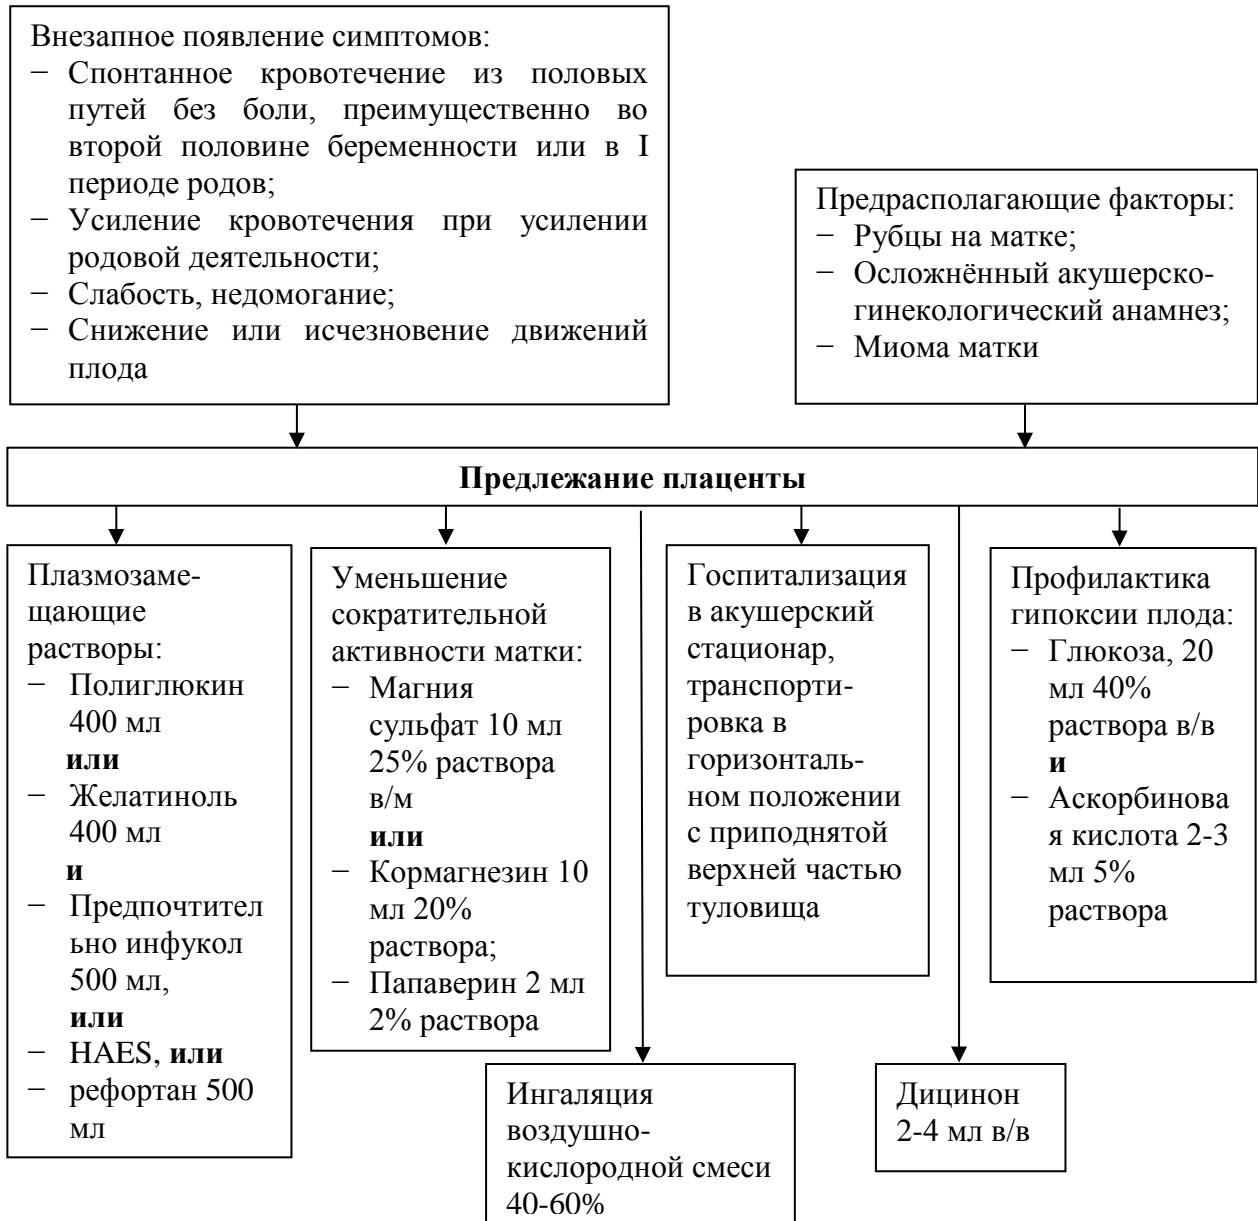 Внезапное появление симптомов:
− Спонтанное кровотечение из половых
путей без боли, преимущественно во
второй половине беременности или в I
периоде родов;
− Усиление кровотечения при усилении
родовой деятельности;
− Слабость, недомогание;
− Снижение или исчезновение движений
плода
Предрасполагающие факторы:
− Рубцы на матке;
− Осложнённый акушерско-
гинекологический анамнез;
− Миома матки
Предлежание плаценты
Плазмозаме-
щающие
растворы:
− Полиглюкин
400 мл
или
− Желатиноль
400 мл
и
− Предпочтител
ьно инфукол
500 мл,
или
− HAES, или
− рефортан 500
мл
Уменьшение
сократительной
активности матки:
− Магния
сульфат 10 мл
25% раствора
в/м
или
− Кормагнезин 10
мл 20%
раствора;
− Папаверин 2 мл
2% раствора
Госпитализация
в акушерский
стационар,
транспорти-
ровка в
горизонталь-
ном положении
с приподнятой
верхней частью
туловища
Профилактика
гипоксии плода:
− Глюкоза, 20
мл 40%
раствора в/в
и
− Аскорбинова
я кислота 2-3
мл 5%
раствора
Ингаляция
воздушно-
кислородной смеси
40-60%
Дицинон
2-4 мл в/в